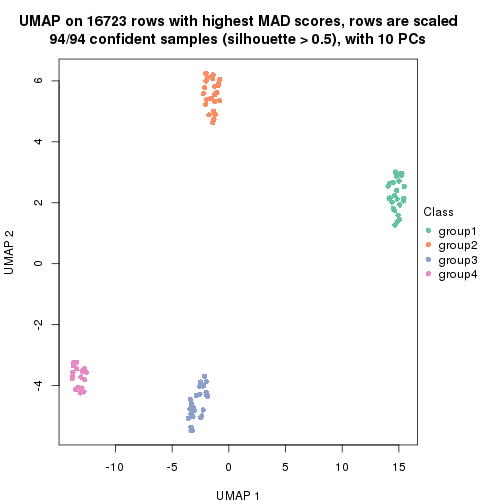 UMAP on 16723 rows with highest MAD scores, rows are scaled
94/94 confident samples (silhouette > 0.5), with 10 PCs
6
4
2
0
-2
-4
UMAP 2
-10
-5
0
5
10
15
UMAP 1
Class
group1
group2
group3
group4